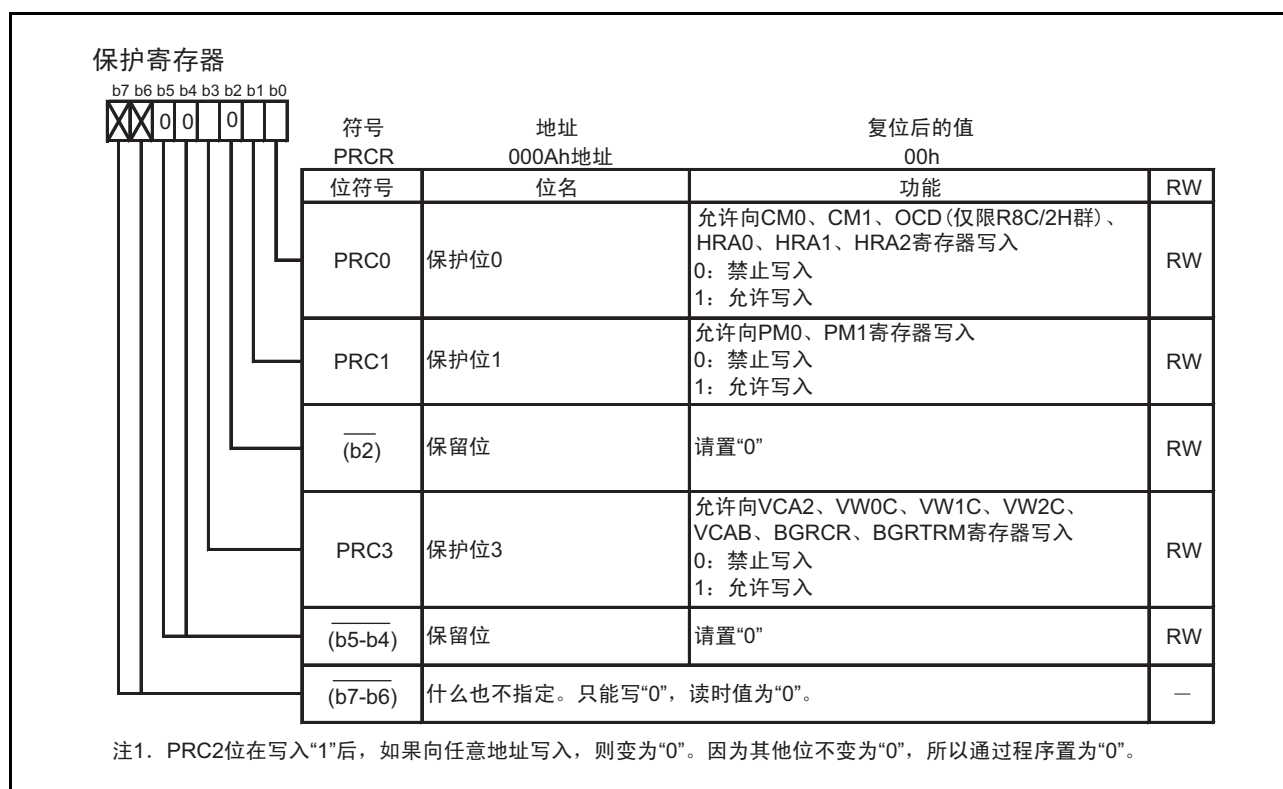 保护寄存器
b7 b6 b5 b4 b3 b2 b1 b0
0 0 0
符号 地址 复位后的值
PRCR 000Ah地址 00h
位符号 位名 功能 RW
允许向CM0、CM1、OCD(仅限R8C/2H群)、
HRA0、HRA1、HRA2寄存器写入
PRC0 保护位0 RW
0：禁止写入
1：允许写入
允许向PM0、PM1寄存器写入
PRC1 保护位1 0：禁止写入 RW
1：允许写入
(b2) 保留位 请置“0” RW
允许向VCA2、VW0C、VW1C、VW2C、
VCAB、BGRCR、BGRTRM寄存器写入
PRC3 保护位3 RW
0：禁止写入
1：允许写入
(b5-b4) 保留位 请置“0” RW
(b7-b6) 什么也不指定。只能写“0”，读时值为“0”。 —
注1. PRC2位在写入“1”后，如果向任意地址写入，则变为“0”。因为其他位不变为“0”，所以通过程序置为“0”。